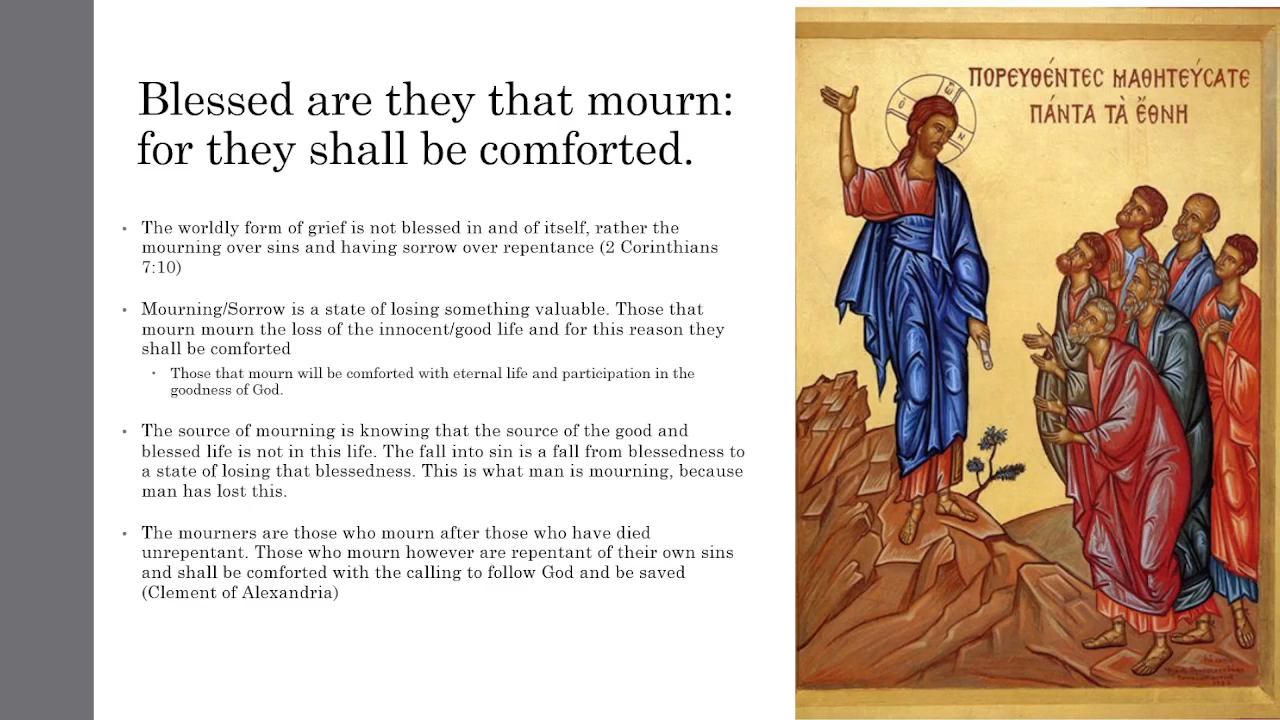 Blessed are they that mourn:
for they shall be comforted.
• The worldly form of grief is not blessed in and of itself, rather the
mourning over sins and having sorrow over repentance (2 Corinthians
7:10)
• Mourning/Sorrow is a state of losing something valuable. Those that
mourn mourn the loss of the innocent/good life and for this reason they
shall be comforted
• Those that mourn will be comforted with eternal life and participation in the
goodness of God.
• The source of mourning is knowing that the source of the good and
blessed life is not in this life. The fall into sin is a fall from blessedness to
a state of losing that blessedness. This is what man is mourning, because
man has lost this.
• The mourners are those who mourn after those who have died
unrepentant. Those who mourn however are repentant of their own sins
and shall be comforted with the calling to follow God and be saved
(Clement of Alexandria)
ΠΟΡΕΥΘΈΝΤΕC ΜΑΘΗΤΕΎCΑΤΕ
ΠΆΝΤΑ ΤᾺ ἜΘΝΗ
Ὁ Ὤ Ν